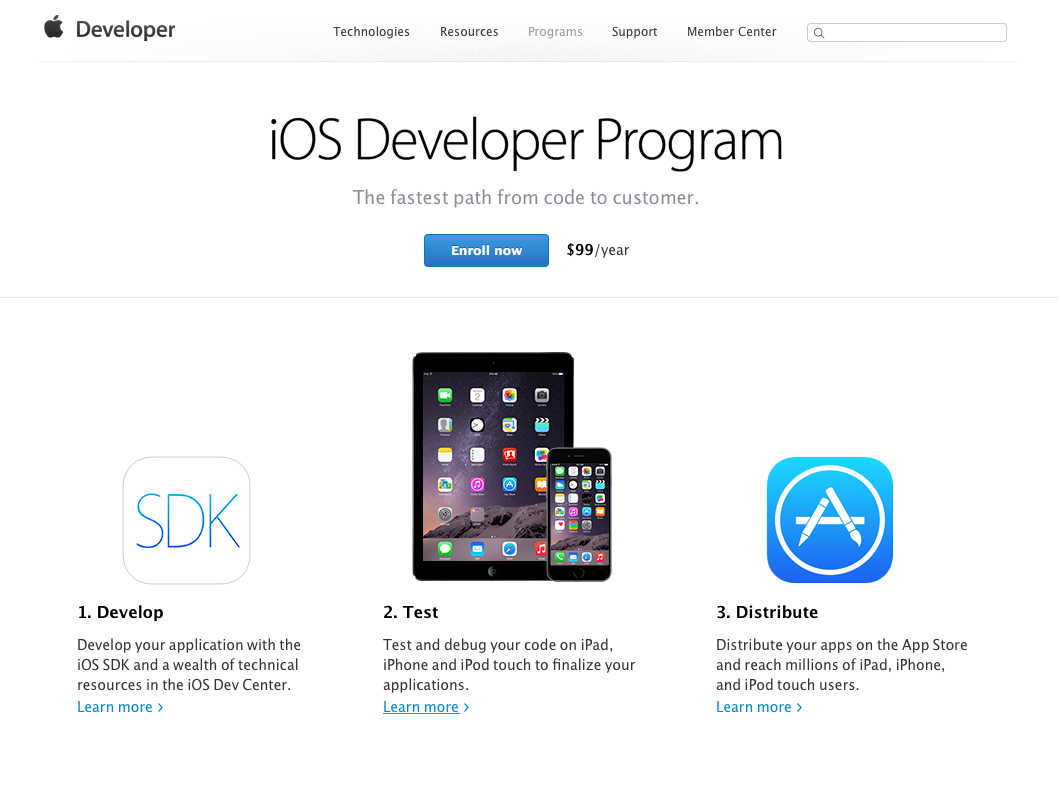 Developer
Technologies
Resources
Programs
Support
Member Center
iOS Developer Program
The fastest path from code to customer.
Enroll now
$99/year
SDK
1. Develop
Develop your application with the
iOS SDK and a wealth of technical
resources in the iOS Dev Center.
Learn more >
2. Test
Test and debug your code on iPad,
iPhone and iPod touch to finalize your
applications.
Learn more >
3. Distribute
Distribute your apps on the App Store
and reach millions of iPad, iPhone,
and iPod touch users.
Learn more >